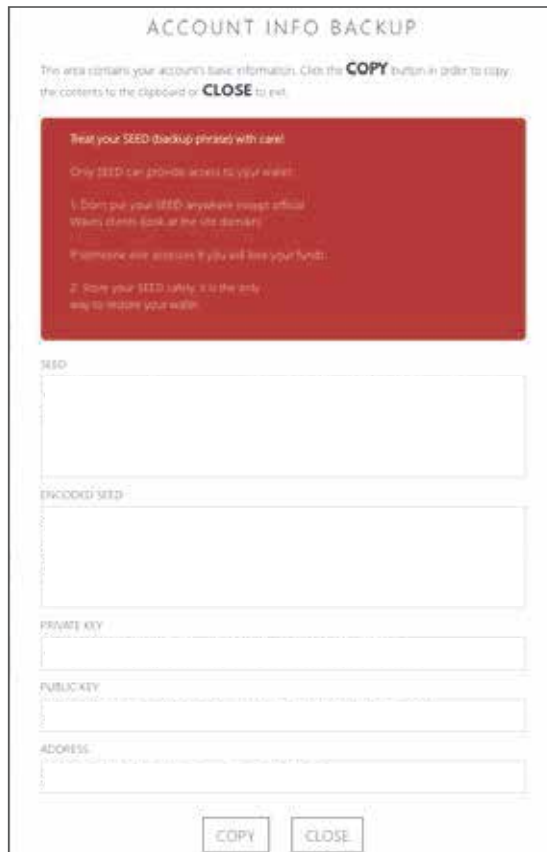 ACCOUNT INFO BACKUP
This area contains your account's basic information. Click the COPY button in order to copy
the contents to the clipboard or CLOSE to exit.
Treat your SEED (backup phrase) with care!
Only SEED can provide access to your wallet.
1. Don't put your SEED anywhere except official
Waves clients (look at the site domain).
If someone else accesses it you will lose your funds.
2. Store your SEED safely, it is the only
way to restore your wallet.
SEED
ENCODED SEED
PRIVATE KEY
PUBLIC KEY
ADDRESS
COPY CLOSE